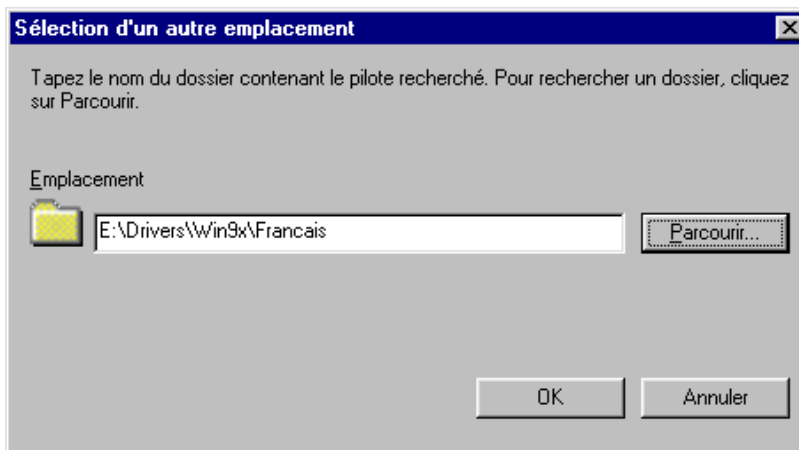 Sélection d'un autre emplacement
Tapez le nom du dossier contenant le pilote recherché. Pour rechercher un dossier, cliquez
sur Parcourir.
Emplacement
E:\Drivers\Win9x\Francais
Parcourir...
OK
Annuler